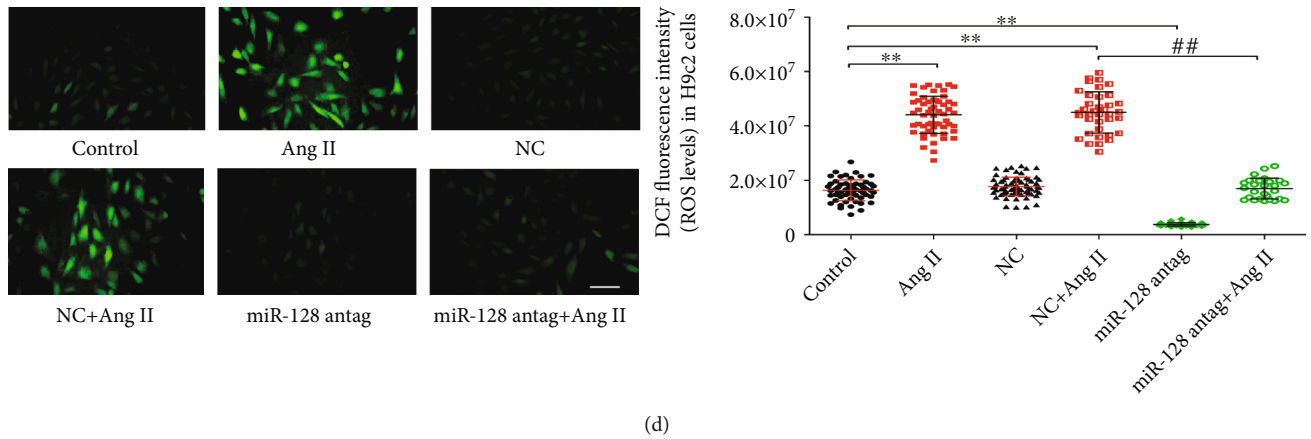 Control
Ang II
NC
NC+Ang II
miR-128 antag
miR-128 antag+Ang II
DCF fluorescence intensity
(ROS levels) in H9c2 cells
8.0×10⁷
6.0×10⁷
4.0×10⁷
2.0×10⁷
0
**
**
**
##
Control
Ang II
NC
NC+Ang II
miR-128 antag
miR-128 antag+Ang II
(d)